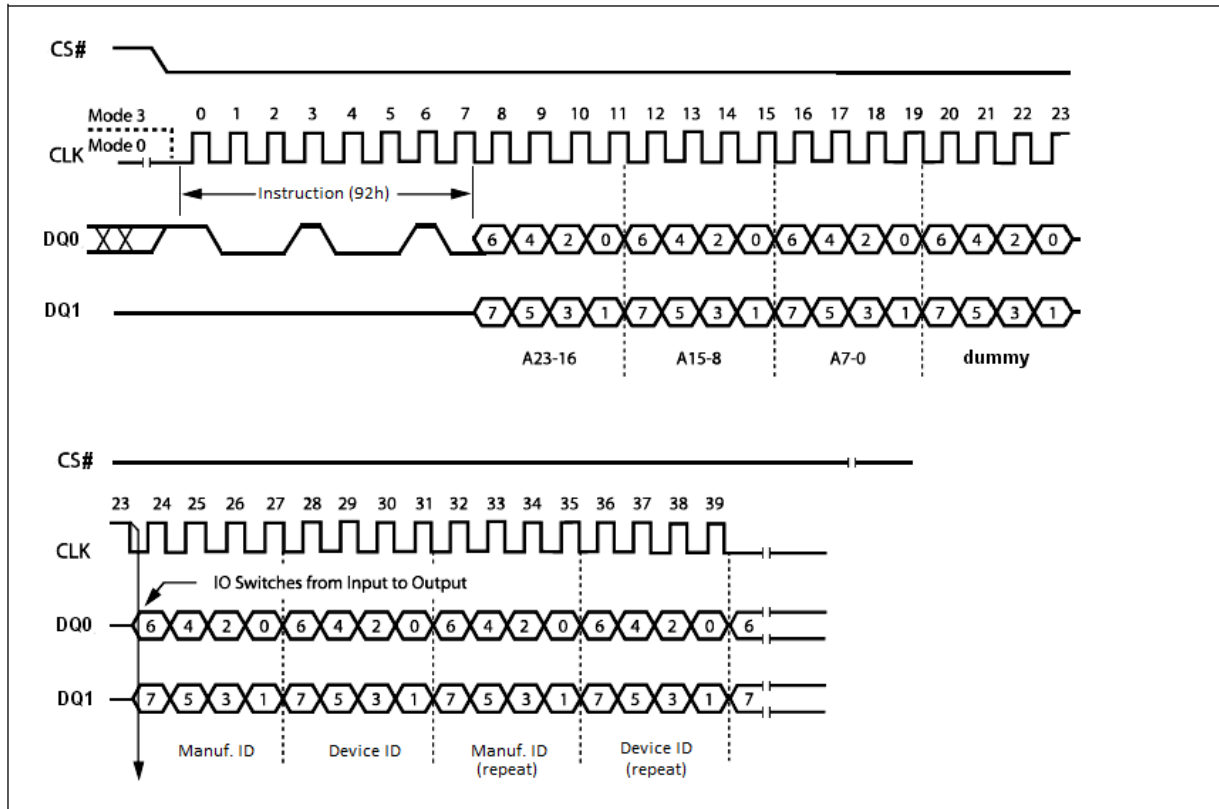 CS#
Mode 3
0 1 2 3 4 5 6 7 8 9 10 11 12 13 14 15 16 17 18 19 20 21 22 23
Mode 0
CLK
Instruction (92h)
DQ0 6 4 2 0 6 4 2 0 6 4 2 0 6 4 2 0
DQ1 7 5 3 1 7 5 3 1 7 5 3 1 7 5 3 1
A23-16 A15-8 A7-0 dummy
CS#
23 24 25 26 27 28 29 30 31 32 33 34 35 36 37 38 39
CLK
IO Switches from Input to Output
DQ0 6 4 2 0 6 4 2 0 6 4 2 0 6 4 2 0 6
DQ1 7 5 3 1 7 5 3 1 7 5 3 1 7 5 3 1 7
Manuf. ID Device ID Manuf. ID Device ID
(repeat) (repeat)